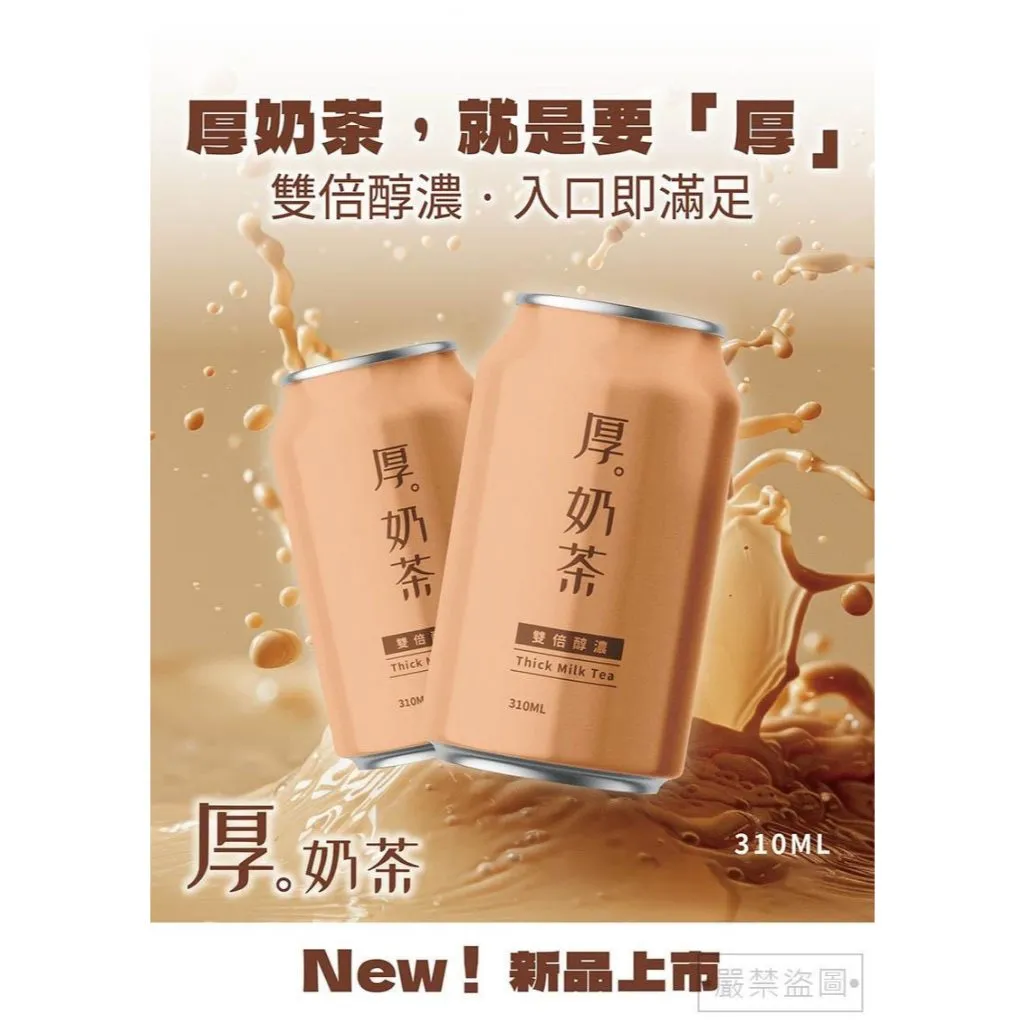 厚奶茶，就是要「厚」
雙倍醇濃．入口即滿足
厚。奶茶
雙倍
Thick
310M
厚。奶茶
雙倍醇濃
Thick Milk Tea
310ML
厚。奶茶
310ML
New！新品上市
嚴禁盜圖